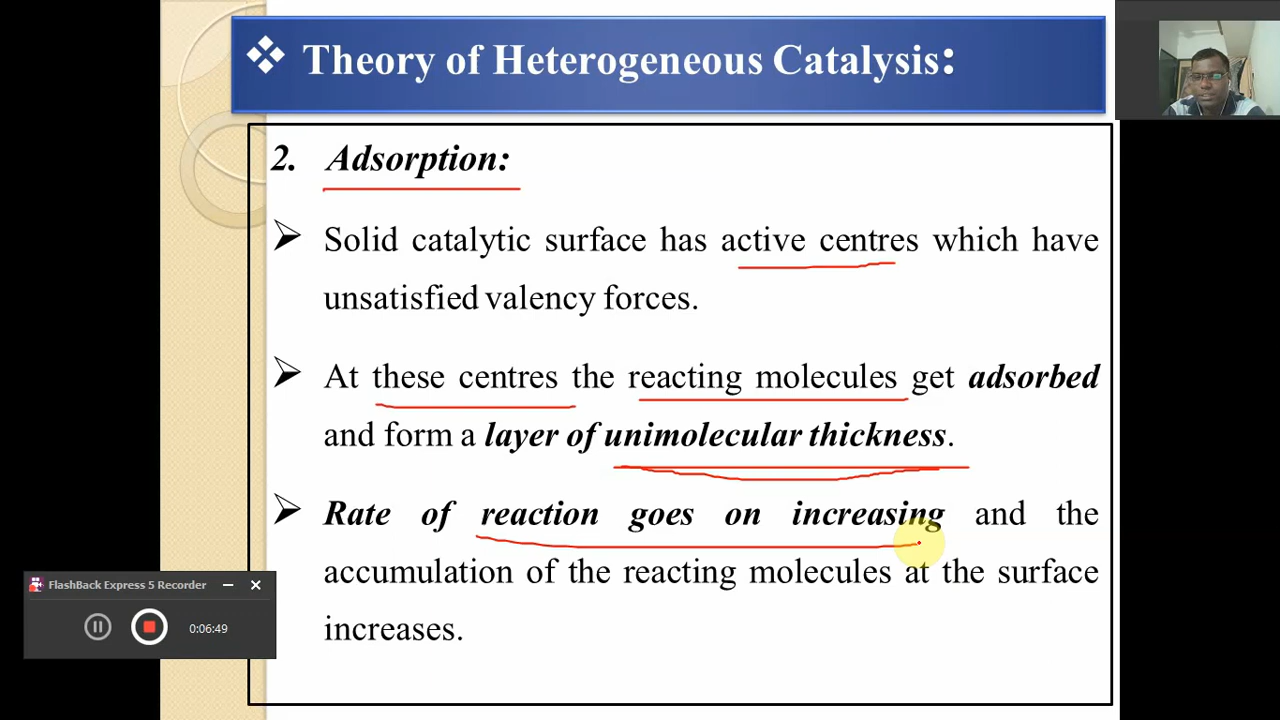 ❖ Theory of Heterogeneous Catalysis:
2. Adsorption:
➢ Solid catalytic surface has active centres which have
unsatisfied valency forces.
➢ At these centres the reacting molecules get adsorbed
and form a layer of unimolecular thickness.
➢ Rate of reaction goes on increasing and the
accumulation of the reacting molecules at the surface
increases.
FlashBack Express 5 Recorder
0:06:49